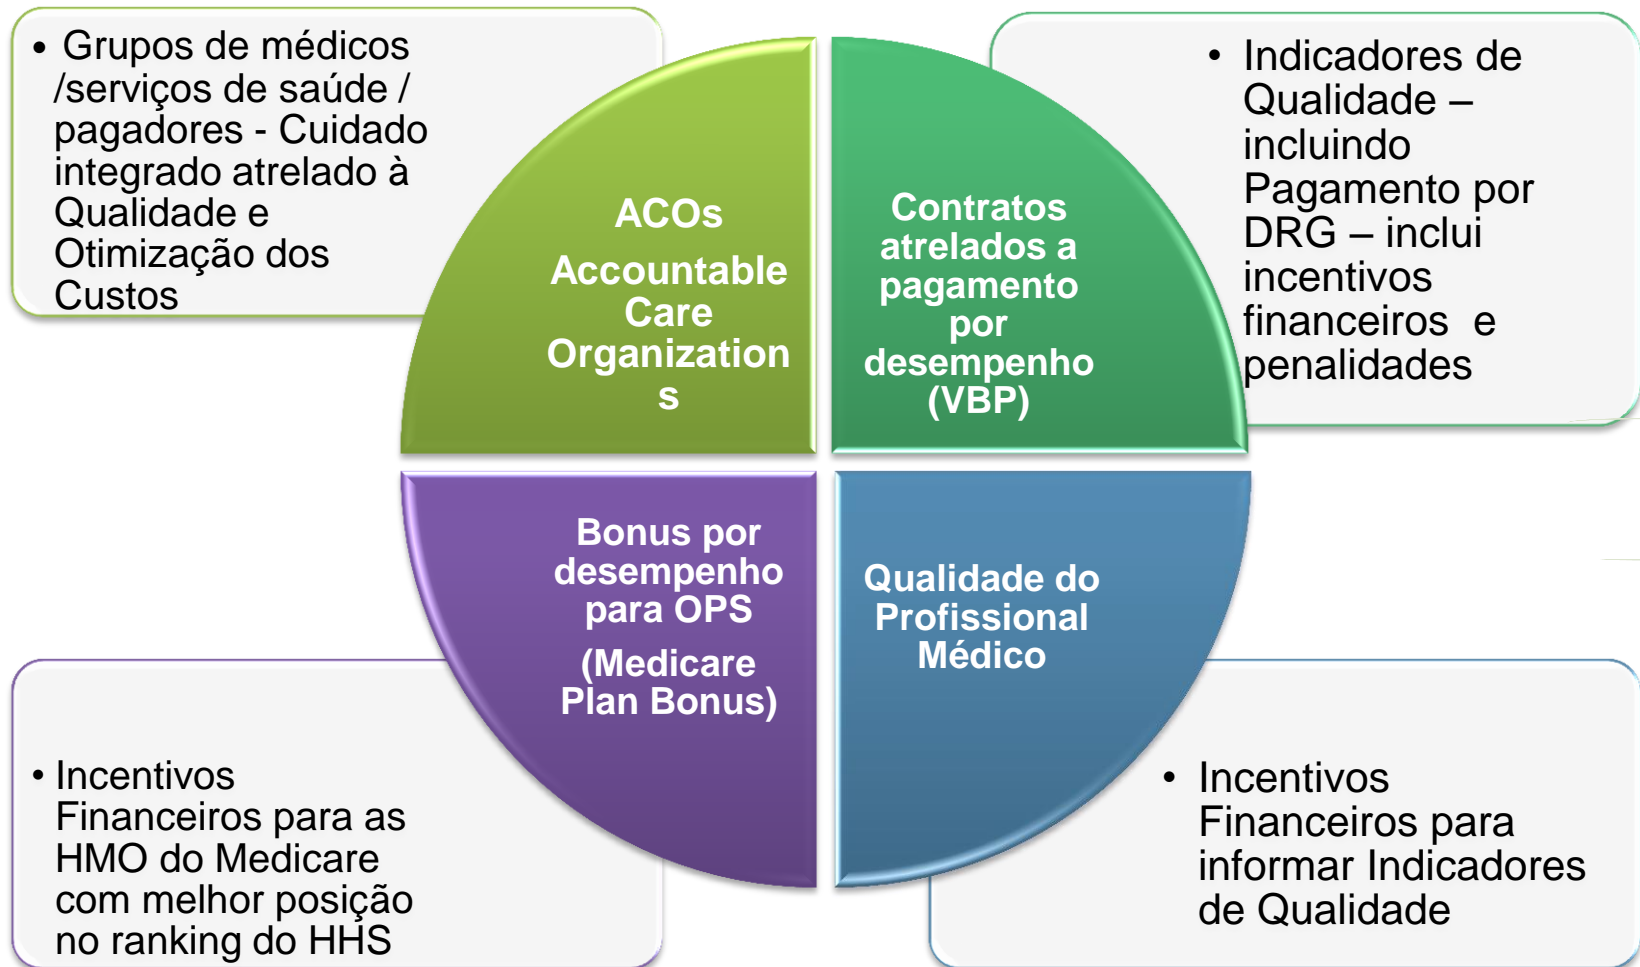 • Grupos de médicos
/serviços de saúde /
pagadores - Cuidado
integrado atrelado à
Qualidade e
Otimização dos
Custos
ACOs
Accountable
Care
Organization
s
Contratos
atrelados a
pagamento
por
desempenho
(VBP)
• Indicadores de
Qualidade –
incluindo
Pagamento por
DRG – inclui
incentivos
financeiros e
penalidades
Bonus por
desempenho
para OPS
(Medicare
Plan Bonus)
Qualidade do
Profissional
Médico
• Incentivos
Financeiros para as
HMO do Medicare
com melhor posição
no ranking do HHS
• Incentivos
Financeiros para
informar Indicadores
de Qualidade